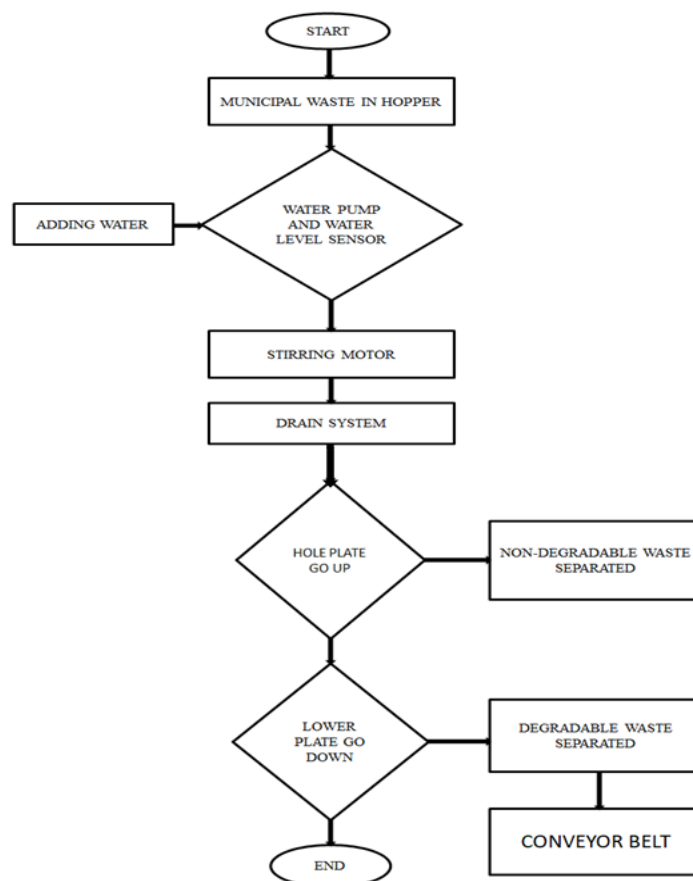 START
MUNICIPAL WASTE IN HOPPER
ADDING WATER
WATER PUMP
AND WATER
LEVEL SENSOR
STIRRING MOTOR
DRAIN SYSTEM
HOLE PLATE
GO UP
NON-DEGRADABLE WASTE
SEPARATED
LOWER
PLATE GO
DOWN
DEGRADABLE WASTE
SEPARATED
CONVEYOR BELT
END